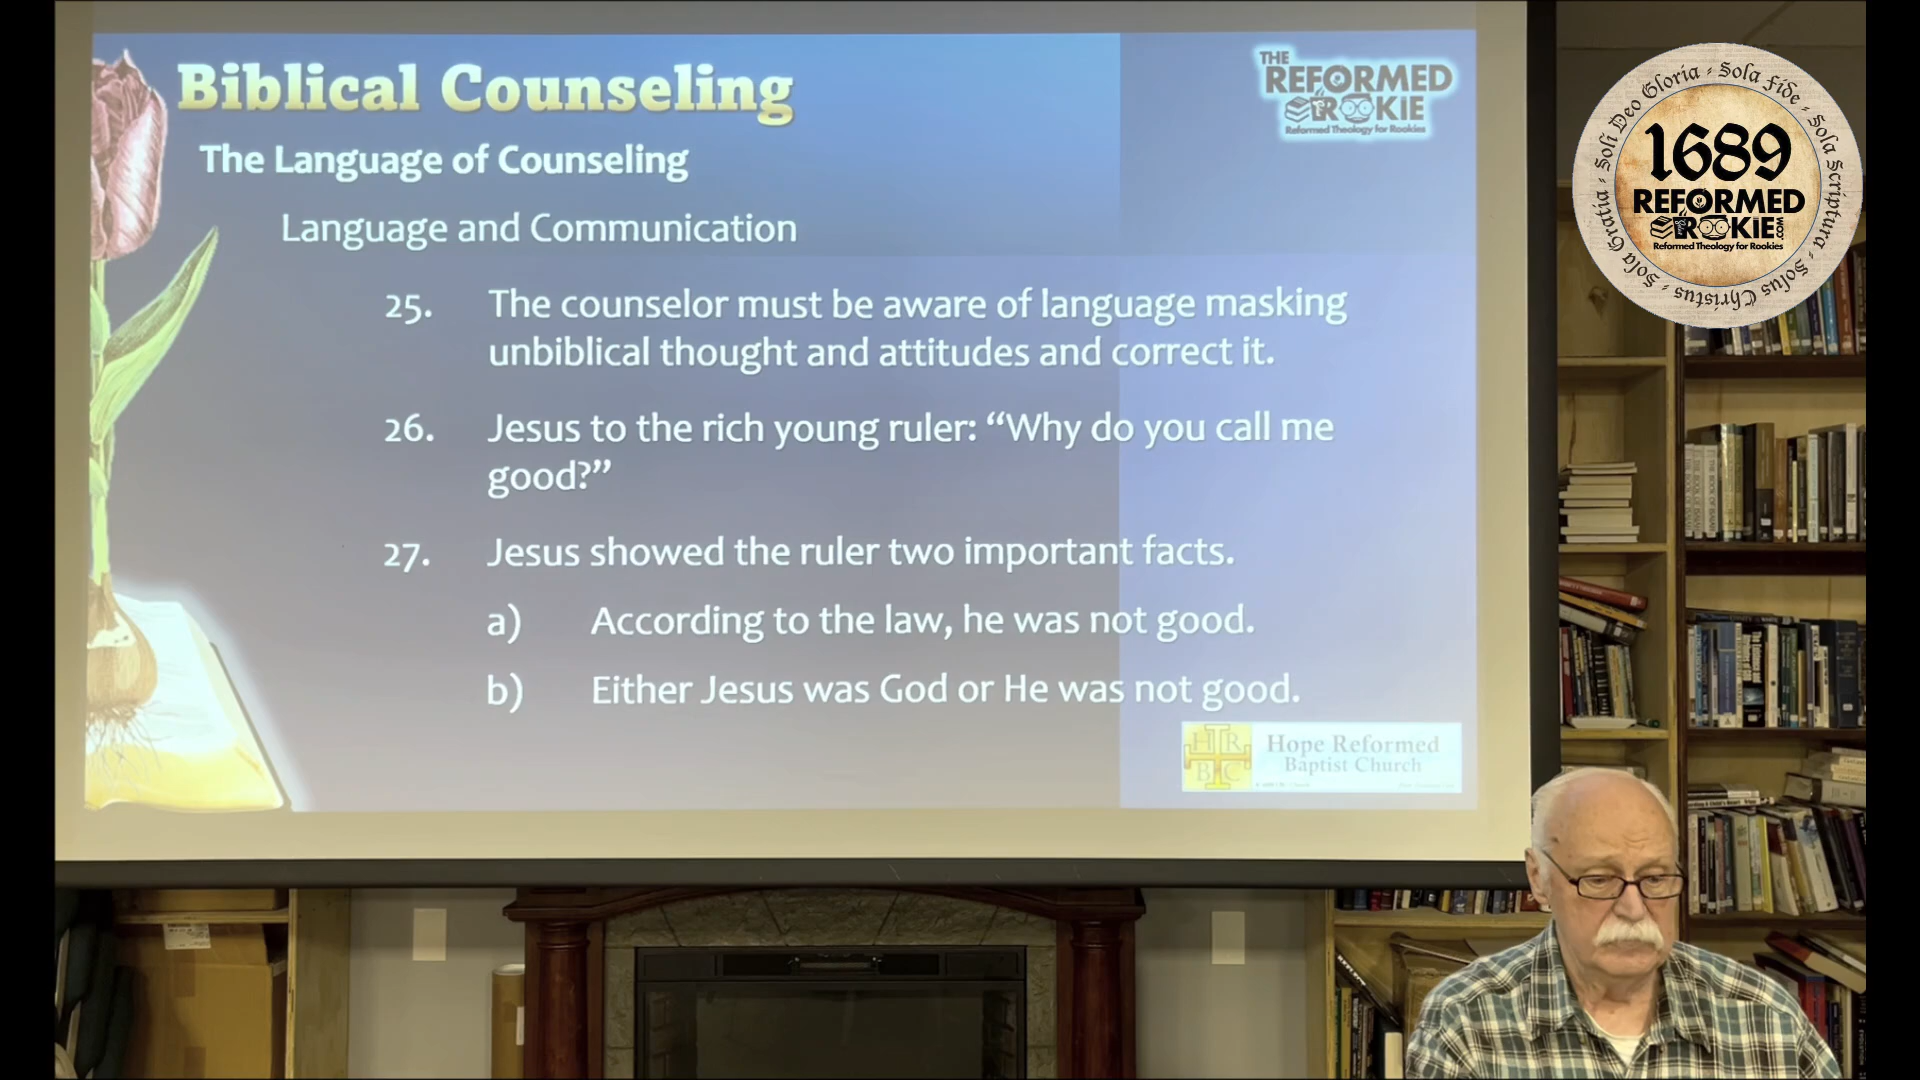 Biblical Counseling
The Language of Counseling
Language and Communication
25. The counselor must be aware of language masking
unbiblical thought and attitudes and correct it.
26. Jesus to the rich young ruler: “Why do you call me
good?”
27. Jesus showed the ruler two important facts.
a) According to the law, he was not good.
b) Either Jesus was God or He was not good.
THE
REFORMED
ROOKIE
Reformed Theology for Rookies
HRBC
Hope Reformed
Baptist Church
Soli Deo Gloria - Sola Fide - Sola Scriptura - Solus Christus - Sola Gratia -
1689
REFORMED
ROOKIE.COM
Reformed Theology for Rookies